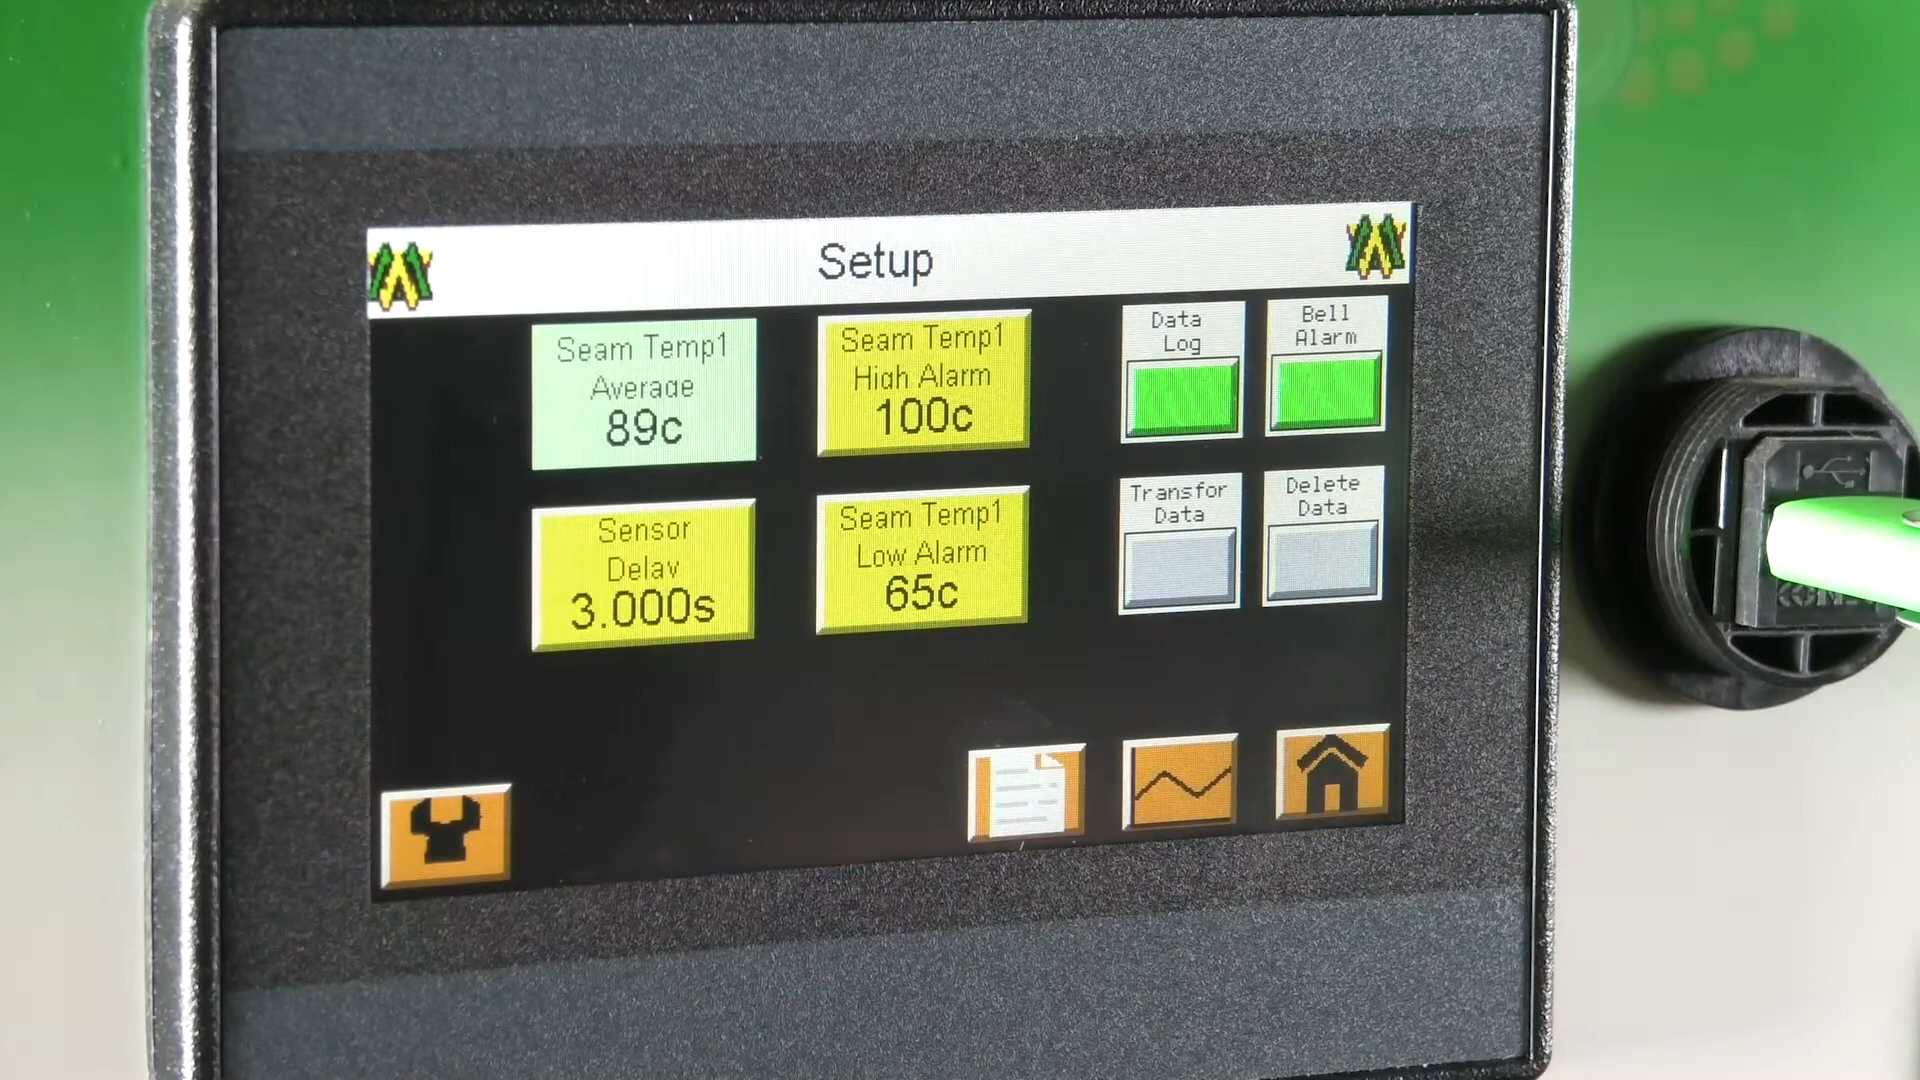 Setup
Seam Temp1
Average
89c
Seam Temp1
High Alarm
100c
Data
Log
Bell
Alarm
Sensor
Delay
3.000s
Seam Temp1
Low Alarm
65c
Transfor
Data
Delete
Data